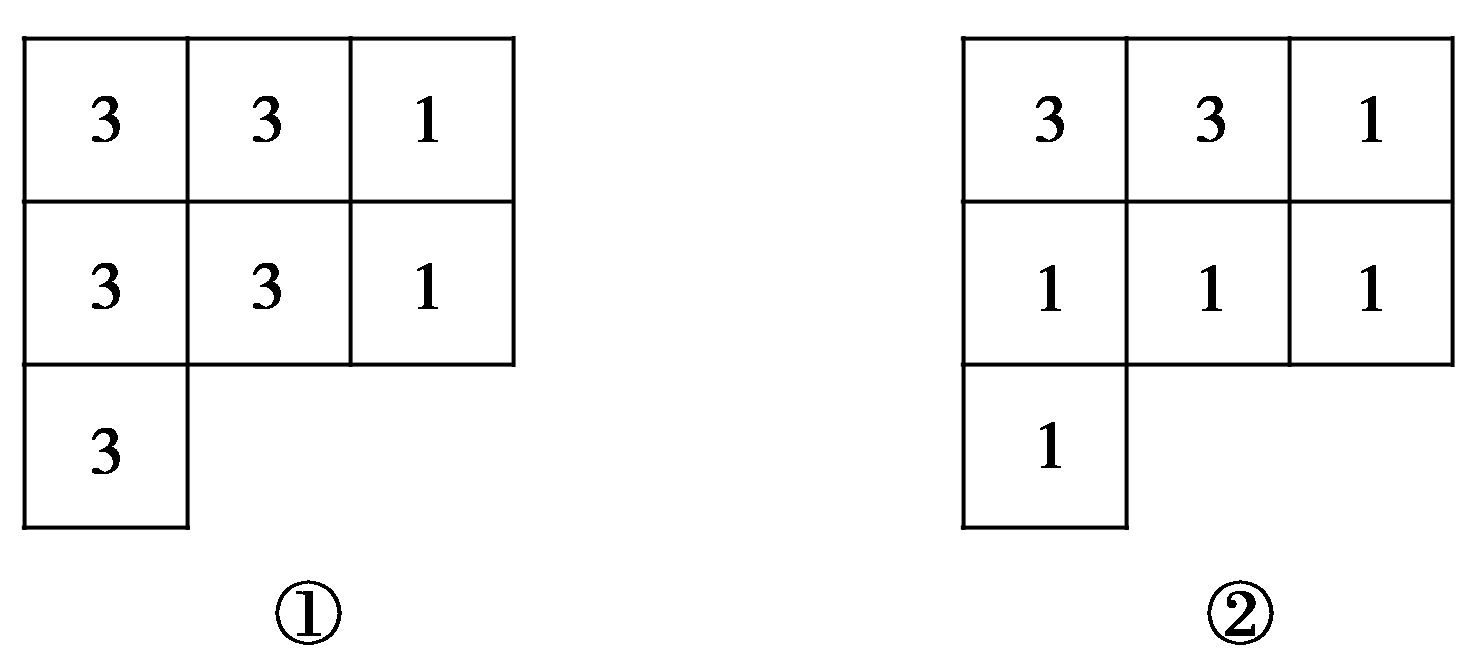 3 3 1 3 3 1
3 3 1 1 1 1
3 1
① ②